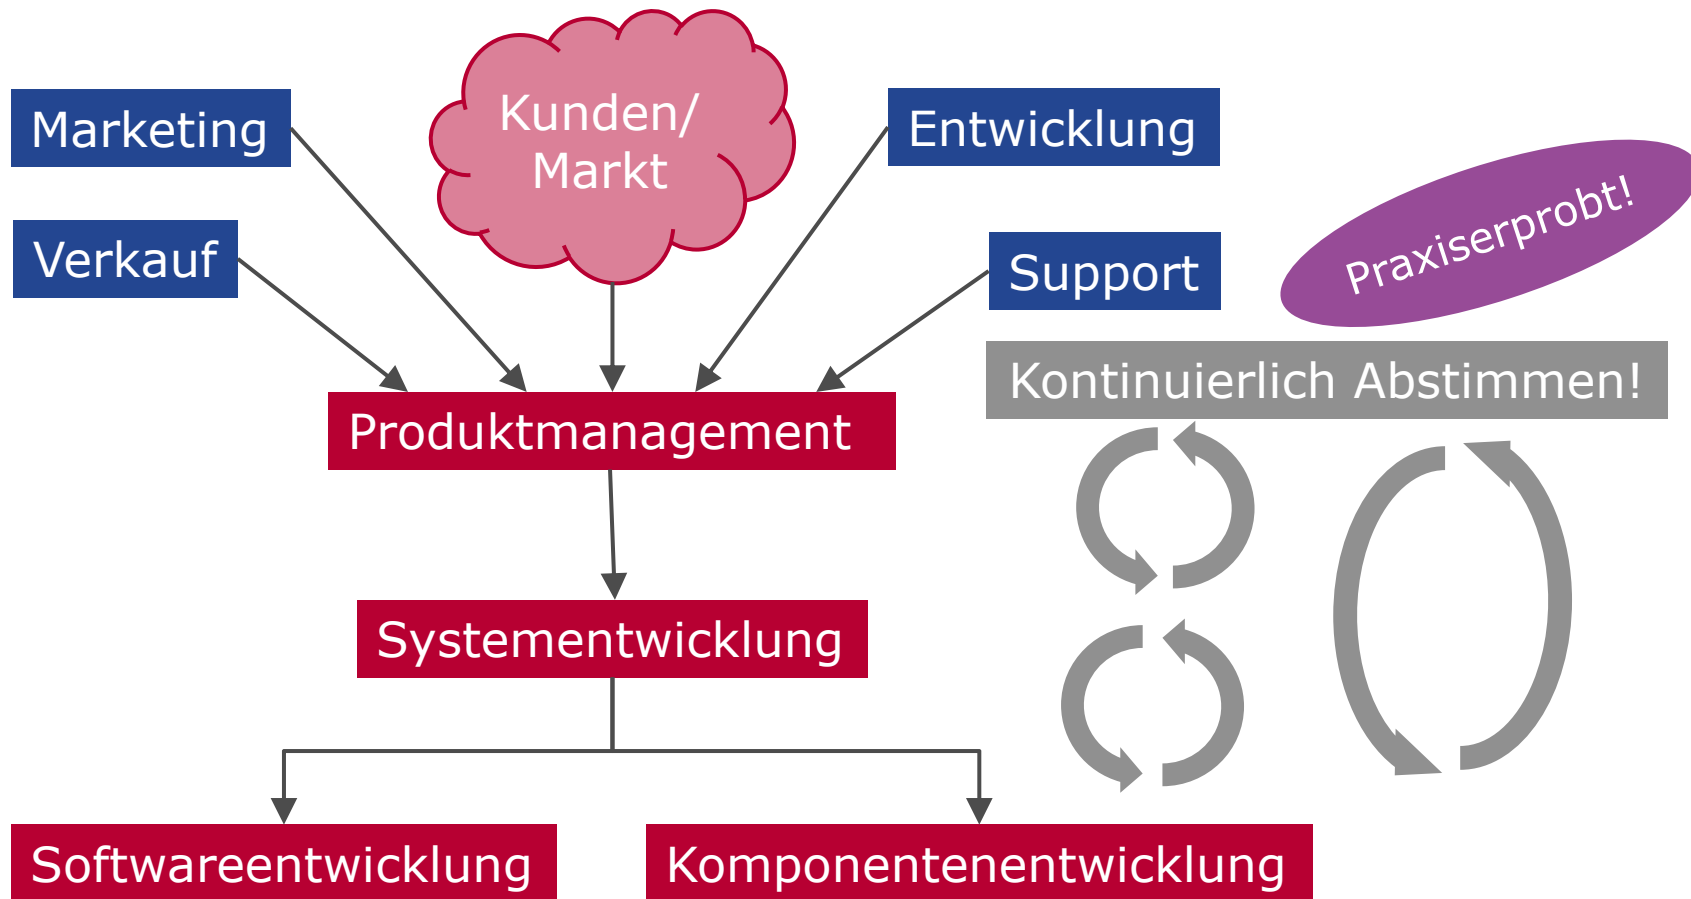 Kunden/
Markt
Marketing
Entwicklung
Verkauf
Support
Praxiserprobt!
Kontinuierlich Abstimmen!
Produktmanagement
Systementwicklung
Softwareentwicklung
Komponentenentwicklung